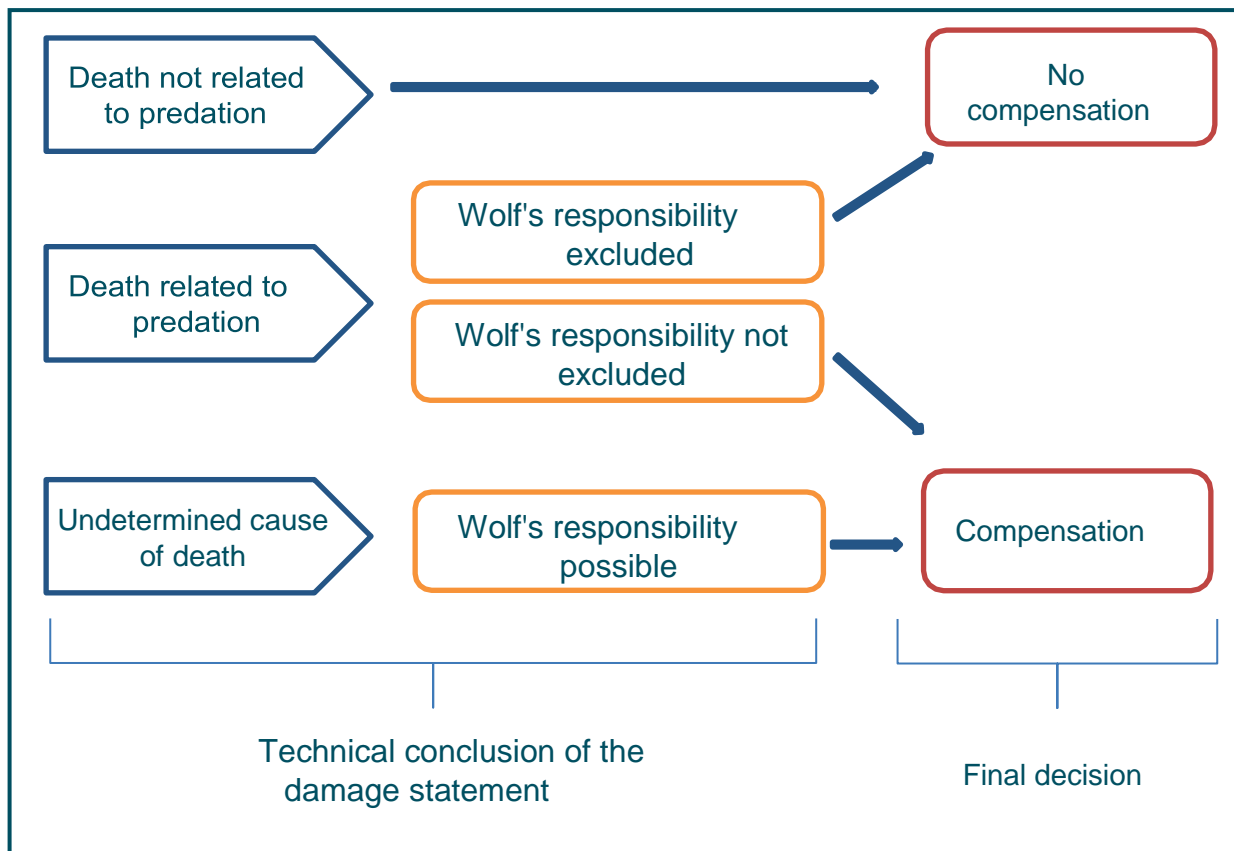 Death not related
to predation
No
compensation
Wolf's responsibility
excluded
Death related to
predation
Wolf's responsibility not
excluded
Undetermined cause
of death
Wolf's responsibility
possible
Compensation
Technical conclusion of the
damage statement
Final decision